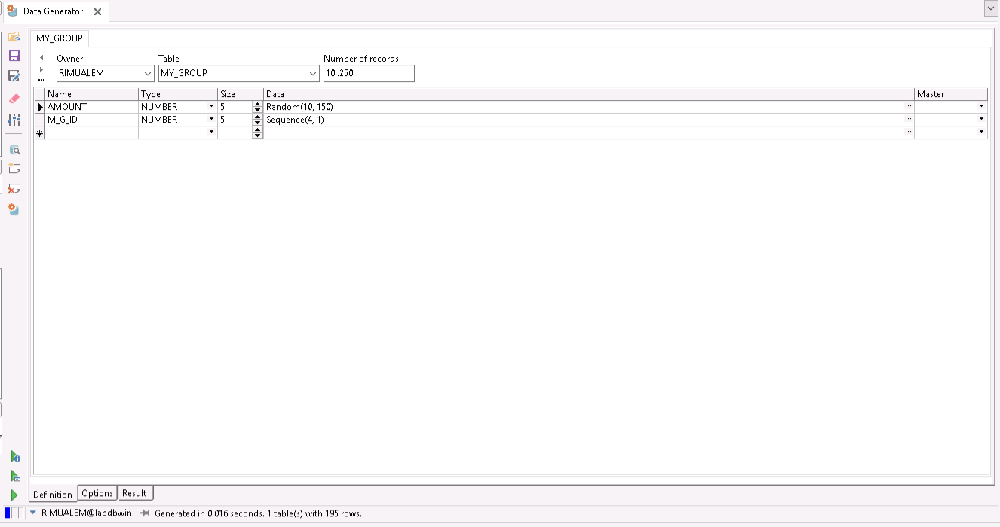 Data Generator
MY_GROUP
Owner Table Number of records
RIMUALEM MY_GROUP 10..250
Name Type Size Data Master
AMOUNT NUMBER 5 Random(10, 150) ...
M_G_ID NUMBER 5 Sequence(4, 1) ...
...
Definition Options Result
RIMUALEM@labdbwin Generated in 0.016 seconds. 1 table(s) with 195 rows.